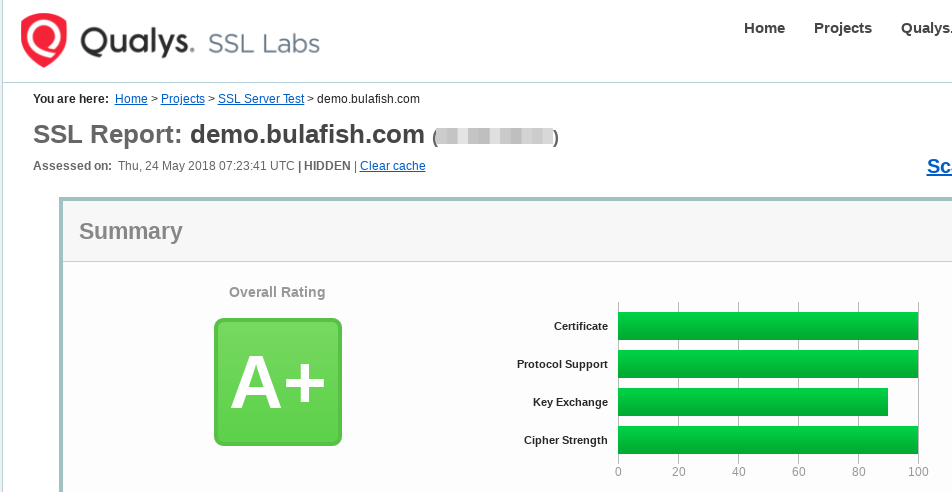 Qualys. SSL Labs
Home Projects Qualys.
You are here: Home > Projects > SSL Server Test > demo.bulafish.com
SSL Report: demo.bulafish.com ( )
Assessed on: Thu, 24 May 2018 07:23:41 UTC | HIDDEN | Clear cache
Sc
Summary
Overall Rating
A+
Certificate
Protocol Support
Key Exchange
Cipher Strength
0 20 40 60 80 100